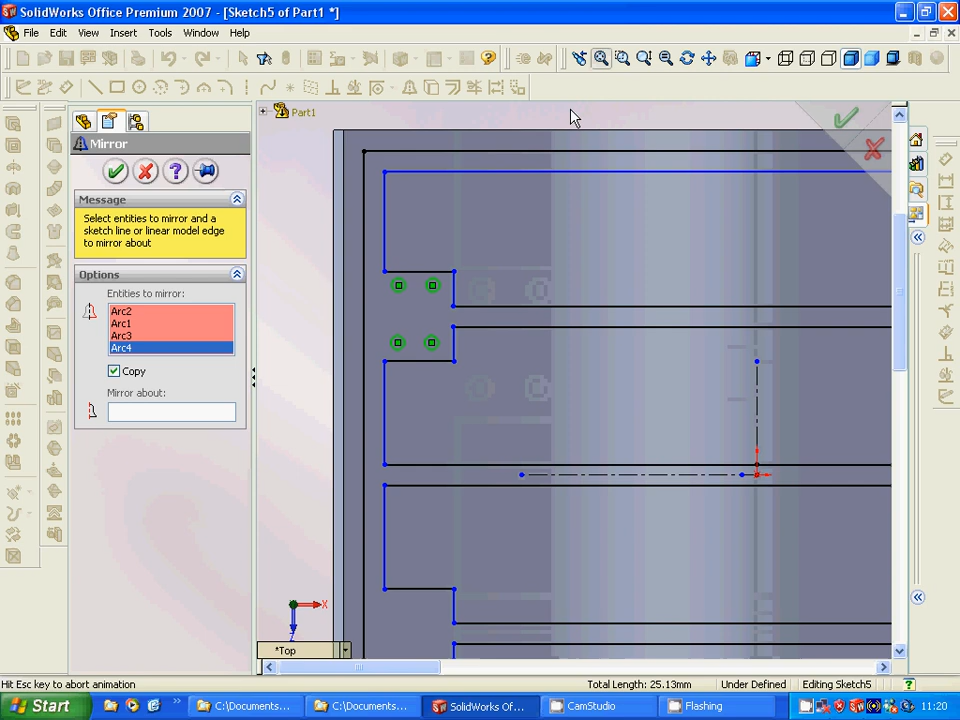 SolidWorks Office Premium 2007 - [Sketch5 of Part1 *]
File Edit View Insert Tools Window Help
Part1
Mirror
Message
Select entities to mirror and a
sketch line or linear model edge
to mirror about
Options
Entities to mirror:
Arc2
Arc1
Arc3
Arc4
Copy
Mirror about:
X
Z
*Top
Hit Esc key to abort animation
Total Length: 25.13mm
Under Defined
Editing Sketch5
Start
C:\Documents...
C:\Documents...
SolidWorks Of...
CamStudio
Flashing
11:20